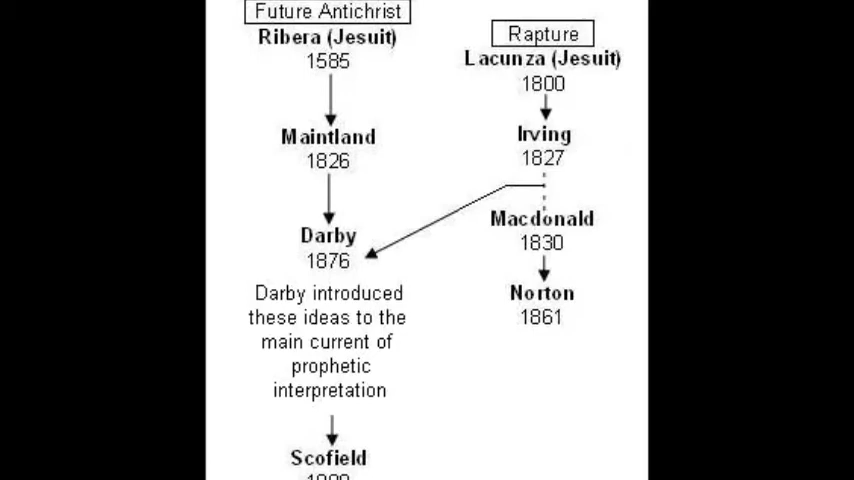 Future Antichrist
Ribera (Jesuit)
1585
Maintland
1826
Darby
1876
Darby introduced
these ideas to the
main current of
prophetic
interpretation
Scofield
Rapture
Lacunza (Jesuit)
1800
Irving
1827
Macdonald
1830
Norton
1861